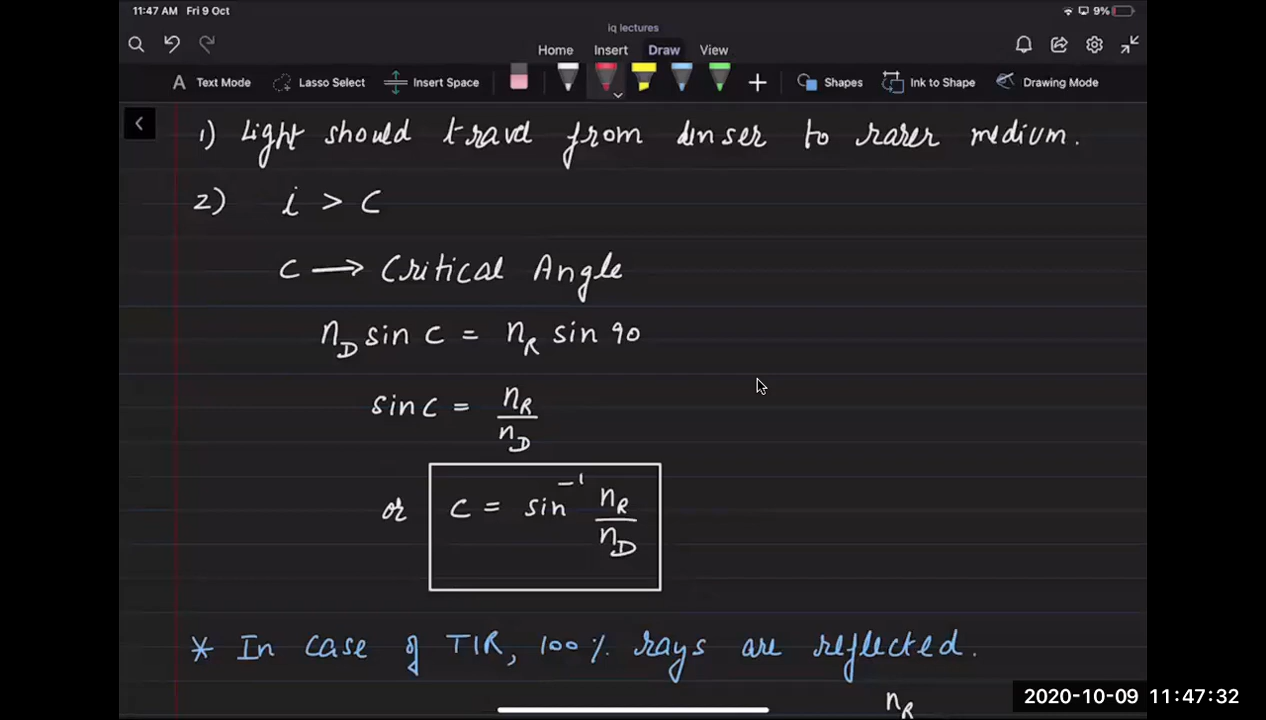 11:47 AM Fri 9 Oct
9%
iq lectures
Home Insert Draw View
Text Mode Lasso Select Insert Space Shapes Ink to Shape Drawing Mode
1) Light should travel from denser to rarer medium.
2) i > C
C → Critical Angle
n_D sin C = n_R sin 90
sin C = n_R / n_D
or C = sin⁻¹ n_R / n_D
* In case of TIR, 100% rays are reflected.
n_R
2020-10-09 11:47:32